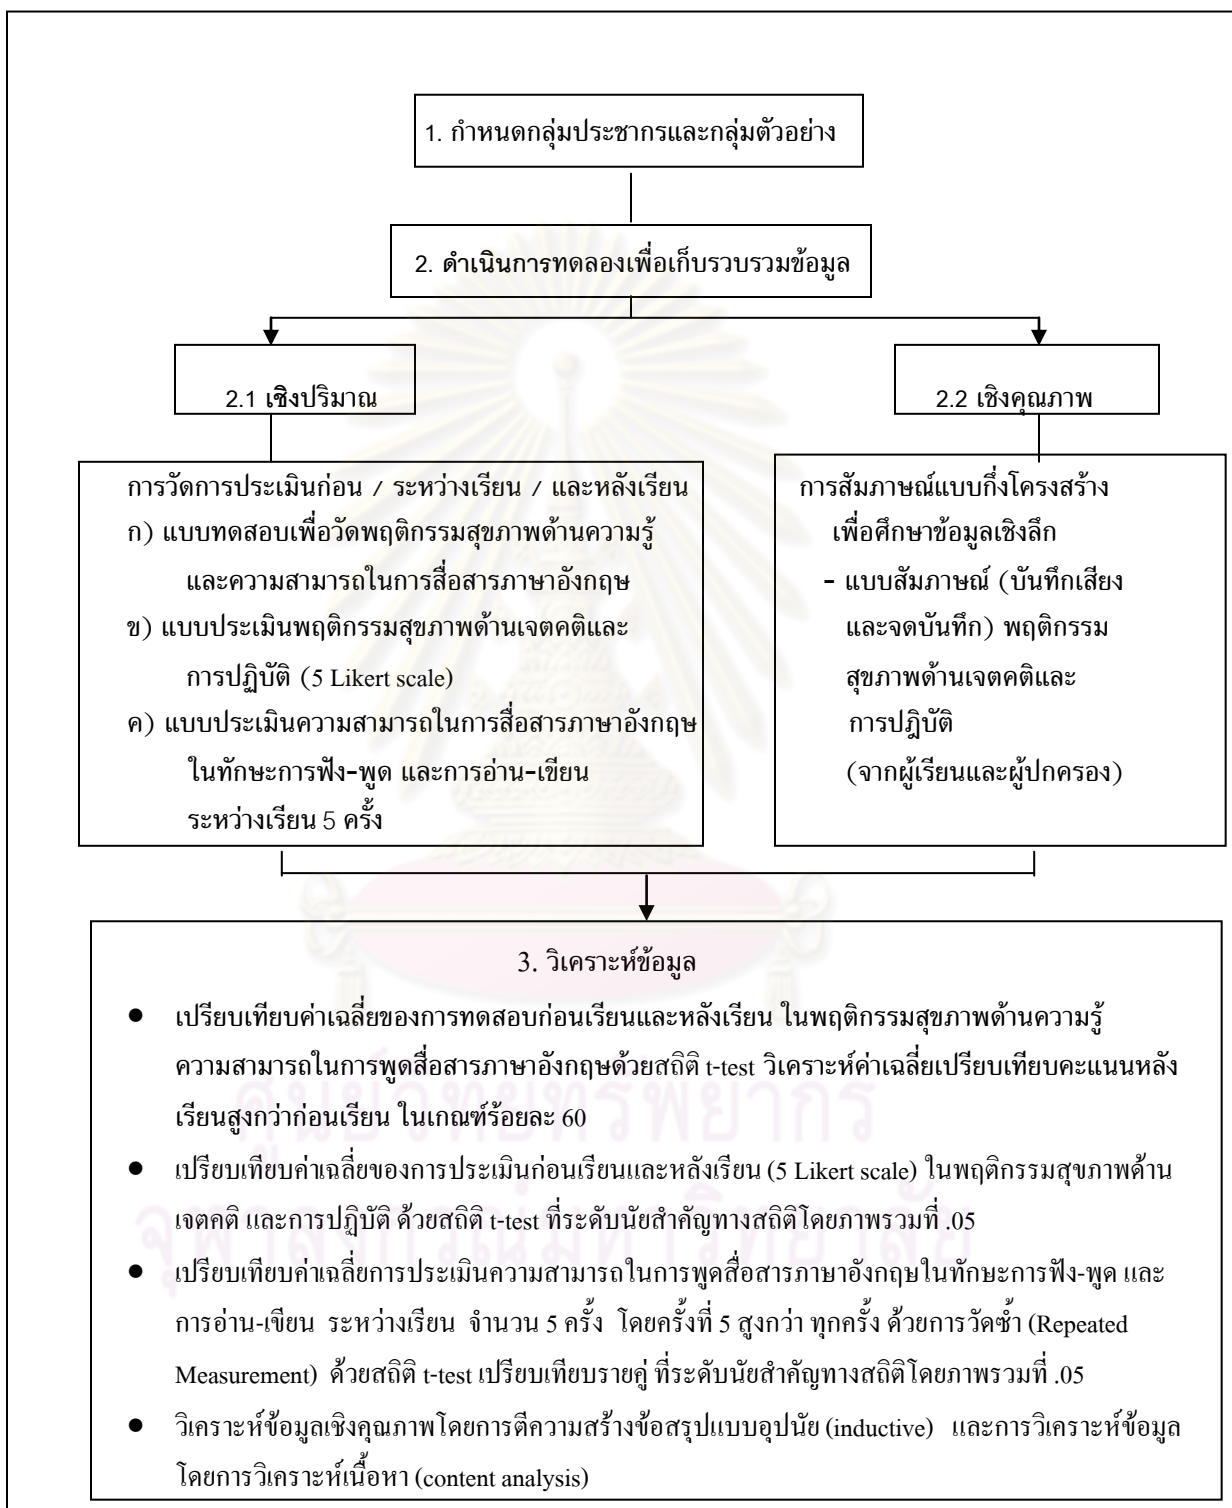 1. กำหนดกลุ่มประชากรและกลุ่มตัวอย่าง
2. ดำเนินการทดลองเพื่อเก็บรวบรวมข้อมูล
2.1 เชิงปริมาณ
2.2 เชิงคุณภาพ
การวัดการประเมินก่อน / ระหว่างเรียน / และหลังเรียน
ก) แบบทดสอบเพื่อวัดพฤติกรรมสุขภาพด้านความรู้
และความสามารถในการสื่อสารภาษาอังกฤษ
ข) แบบประเมินพฤติกรรมสุขภาพด้านเจตคติและ
การปฏิบัติ (5 Likert scale)
ค) แบบประเมินความสามารถในการสื่อสารภาษาอังกฤษ
ในทักษะการฟัง-พูด และการอ่าน-เขียน
ระหว่างเรียน 5 ครั้ง
การสัมภาษณ์แบบกึ่งโครงสร้าง
เพื่อศึกษาข้อมูลเชิงลึก
- แบบสัมภาษณ์ (บันทึกเสียง
และจดบันทึก) พฤติกรรม
สุขภาพด้านเจตคติและ
การปฎิบัติ
(จากผู้เรียนและผู้ปกครอง)
3. วิเคราะห์ข้อมูล
● เปรียบเทียบค่าเฉลี่ยของการทดสอบก่อนเรียนและหลังเรียน ในพฤติกรรมสุขภาพด้านความรู้
ความสามารถในการพูดสื่อสารภาษาอังกฤษด้วยสถิติ t-test วิเคราะห์ค่าเฉลี่ยเปรียบเทียบคะแนนหลัง
เรียนสูงกว่าก่อนเรียน ในเกณฑ์ร้อยละ 60
● เปรียบเทียบค่าเฉลี่ยของการประเมินก่อนเรียนและหลังเรียน (5 Likert scale) ในพฤติกรรมสุขภาพด้าน
เจตคติ และการปฏิบัติ ด้วยสถิติ t-test ที่ระดับนัยสำคัญทางสถิติโดยภาพรวมที่ .05
● เปรียบเทียบค่าเฉลี่ยการประเมินความสามารถในการพูดสื่อสารภาษาอังกฤษในทักษะการฟัง-พูด และ
การอ่าน-เขียน ระหว่างเรียน จำนวน 5 ครั้ง โดยครั้งที่ 5 สูงกว่า ทุกครั้ง ด้วยการวัดซ้ำ (Repeated
Measurement) ด้วยสถิติ t-test เปรียบเทียบรายคู่ ที่ระดับนัยสำคัญทางสถิติโดยภาพรวมที่ .05
● วิเคราะห์ข้อมูลเชิงคุณภาพโดยการตีความสร้างข้อสรุปแบบอุปนัย (inductive) และการวิเคราะห์ข้อมูล
โดยการวิเคราะห์เนื้อหา (content analysis)
ศูนย์วิทยทรัพยากร
จุฬาลงกรณ์มหาวิทยาลัย